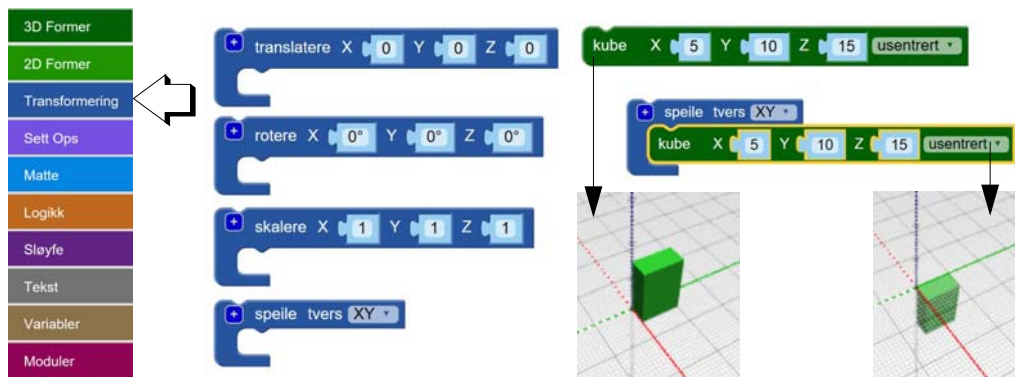 3D Former
2D Former
Transformering
Sett Ops
Matte
Logikk
Sløyfe
Tekst
Variabler
Moduler
+ translatere X 0 Y 0 Z 0
+ rotere X 0° Y 0° Z 0°
+ skalere X 1 Y 1 Z 1
+ speile tvers XY
kube X 5 Y 10 Z 15 usentrert
+ speile tvers XY
kube X 5 Y 10 Z 15 usentrert